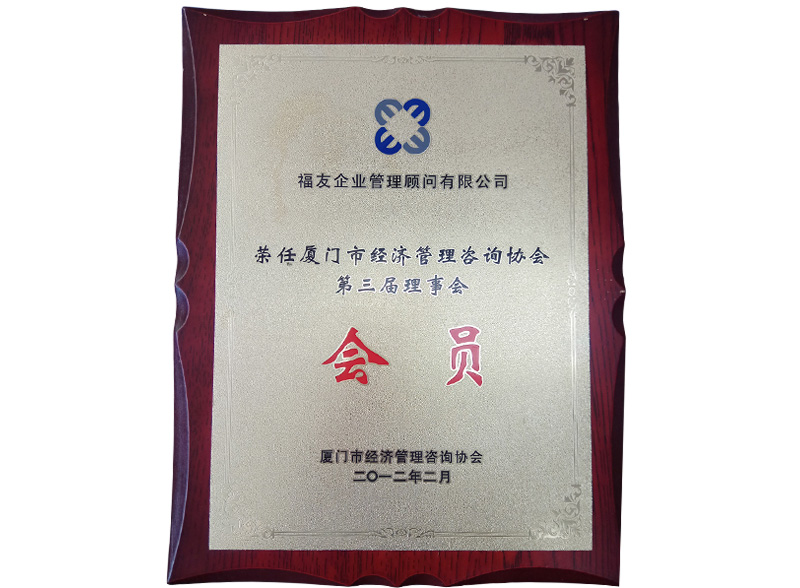 福友企业管理顾问有限公司
荣任厦门市经济管理咨询协会
第三届理事会
会员
厦门市经济管理咨询协会
二〇一二年二月